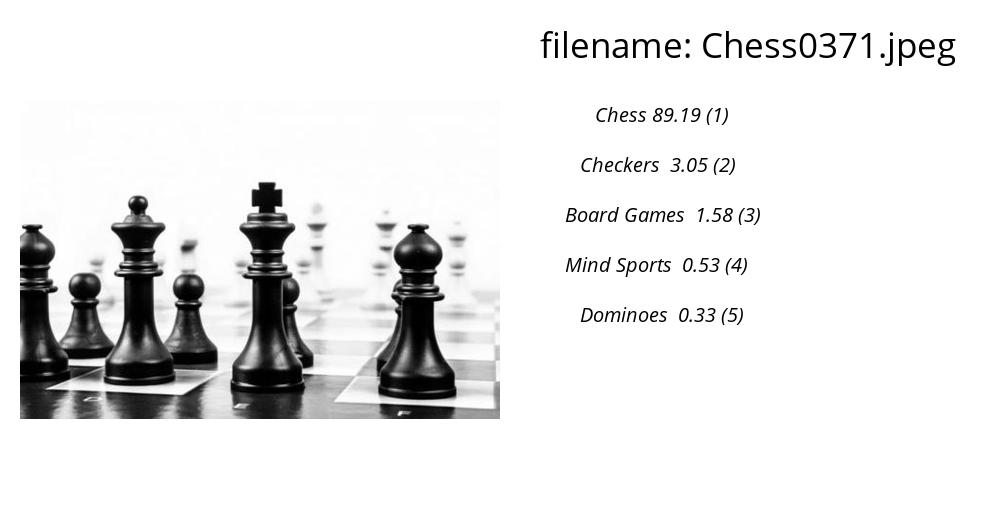 filename: Chess0371.jpeg
Chess 89.19 (1)
Checkers 3.05 (2)
Board Games 1.58 (3)
Mind Sports 0.53 (4)
Dominoes 0.33 (5)
D E F